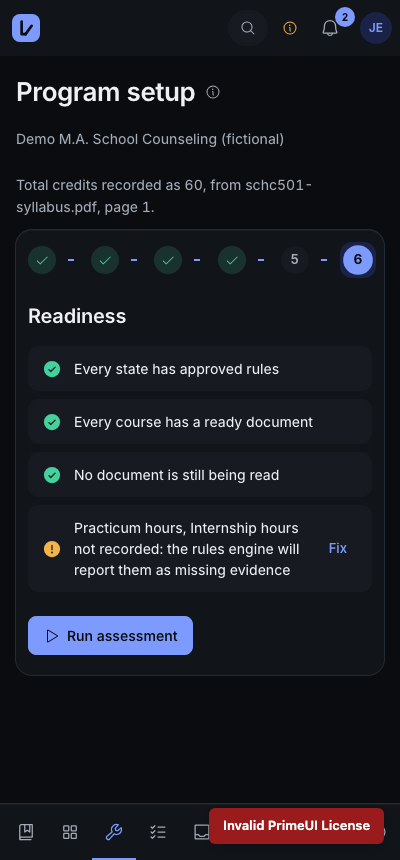 2
JE
Program setup
Demo M.A. School Counseling (fictional)
Total credits recorded as 60, from schc501-
syllabus.pdf, page 1.
5
6
Readiness
Every state has approved rules
Every course has a ready document
No document is still being read
Practicum hours, Internship hours
not recorded: the rules engine will
report them as missing evidence
Fix
Run assessment
Invalid PrimeUI License